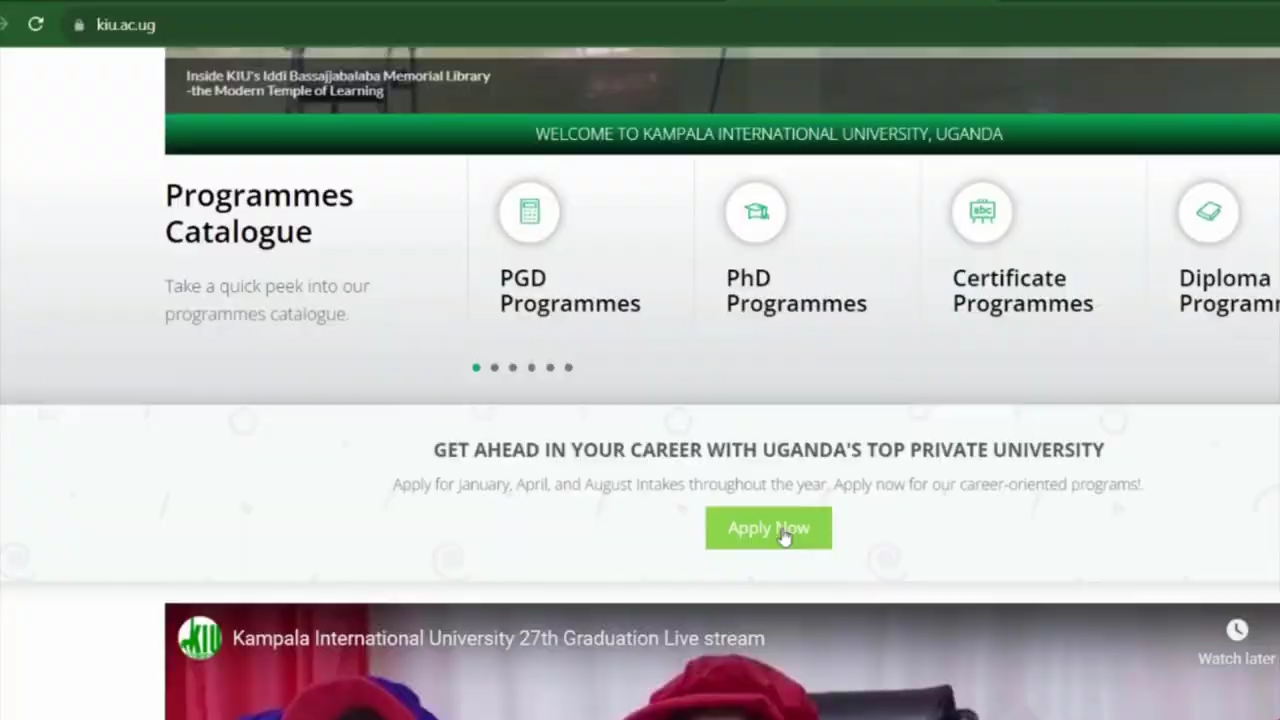 kiu.ac.ug
Inside KIU's Iddi Bassajjabalaba Memorial Library
-the Modern Temple of Learning
WELCOME TO KAMPALA INTERNATIONAL UNIVERSITY, UGANDA
Programmes
Catalogue
Take a quick peek into our
programmes catalogue.
PGD
Programmes
PhD
Programmes
abc
Certificate
Programmes
Diploma
Programm
GET AHEAD IN YOUR CAREER WITH UGANDA'S TOP PRIVATE UNIVERSITY
Apply for January, April, and August Intakes throughout the year. Apply now for our career-oriented programs!.
Apply Now
KIU
Kampala International University 27th Graduation Live stream
Watch later